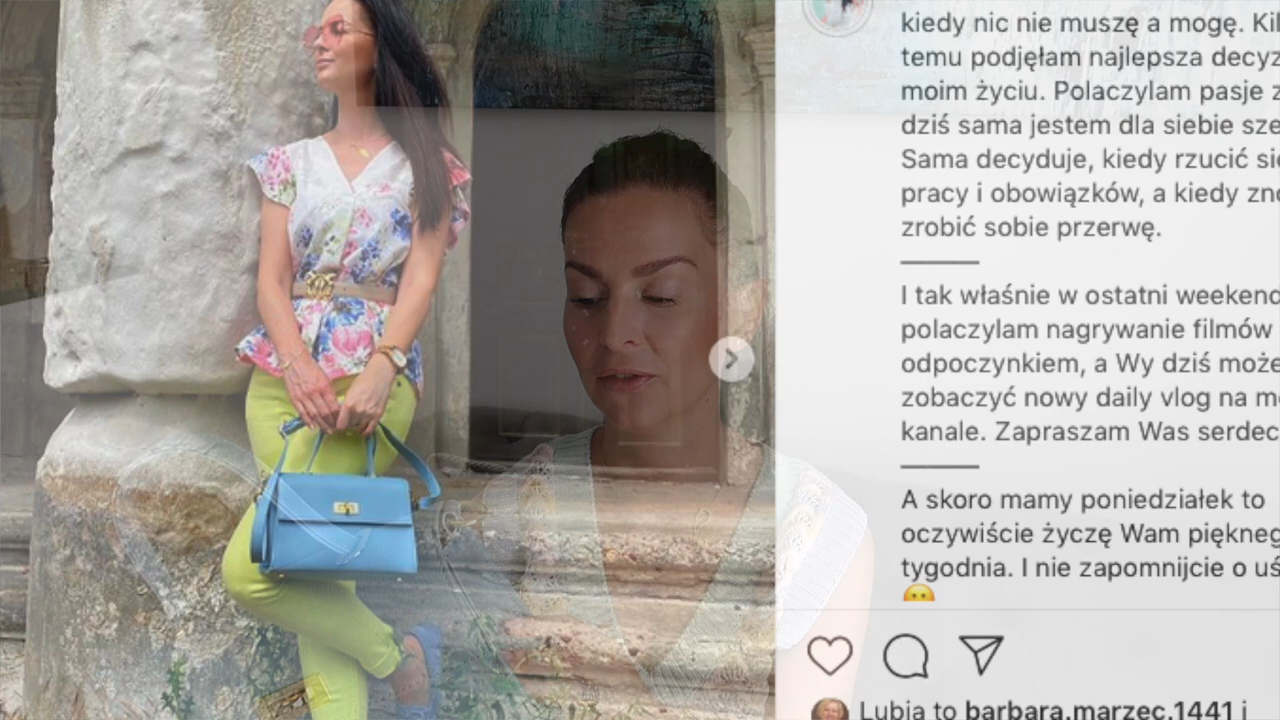 kiedy nic nie muszę a mogę.
temu podjęłam najlepsza
moim życiu. Polaczylam pasje
dziś sama jestem dla siebie
Sama decyduje, kiedy rzucić
pracy i obowiązków, a kiedy
zrobić sobie przerwę.
I tak właśnie w ostatni weekend
polaczylam nagrywanie filmów
odpoczynkiem, a Wy dziś
zobaczyć nowy daily vlog na
kanale. Zapraszam Was
A skoro mamy poniedziałek to
oczywiście życzę Wam
tygodnia. I nie zapomnijcie o
Lubią to barbara.marzec.1441 i